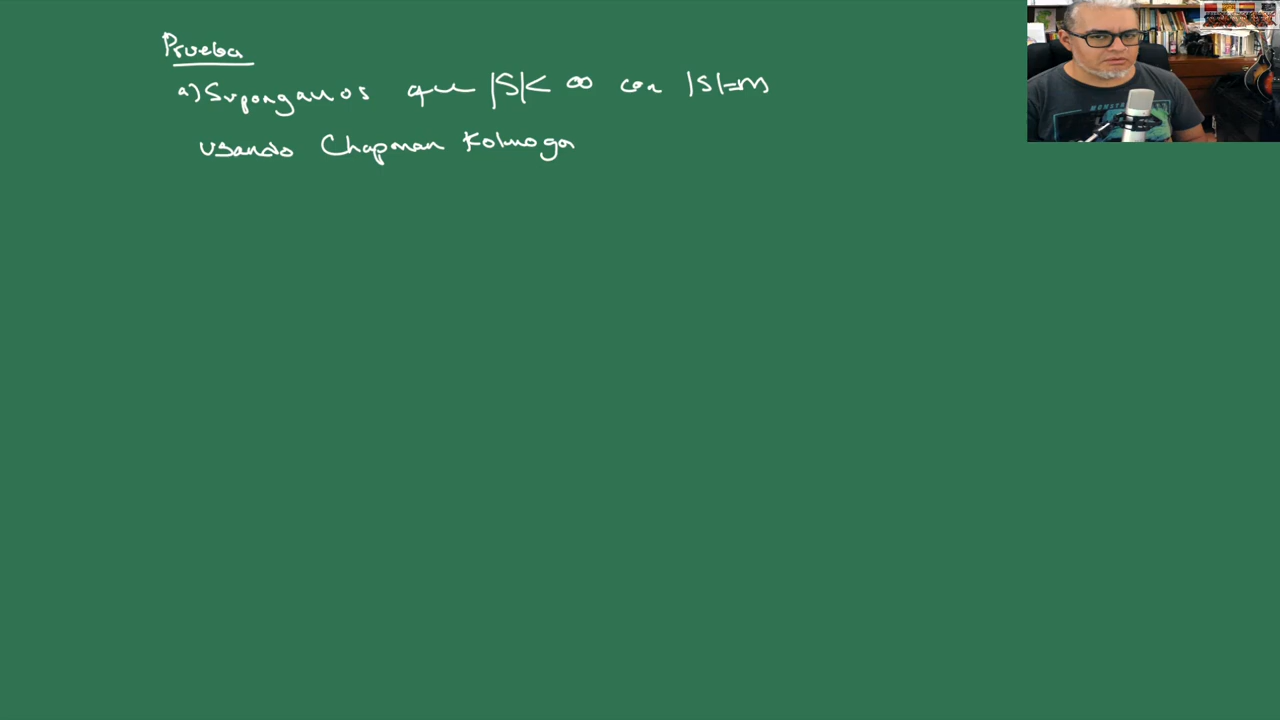 Prueba
a) Supongamos que |S| < ∞ con |S|=m
usando Chapman Kolmogo